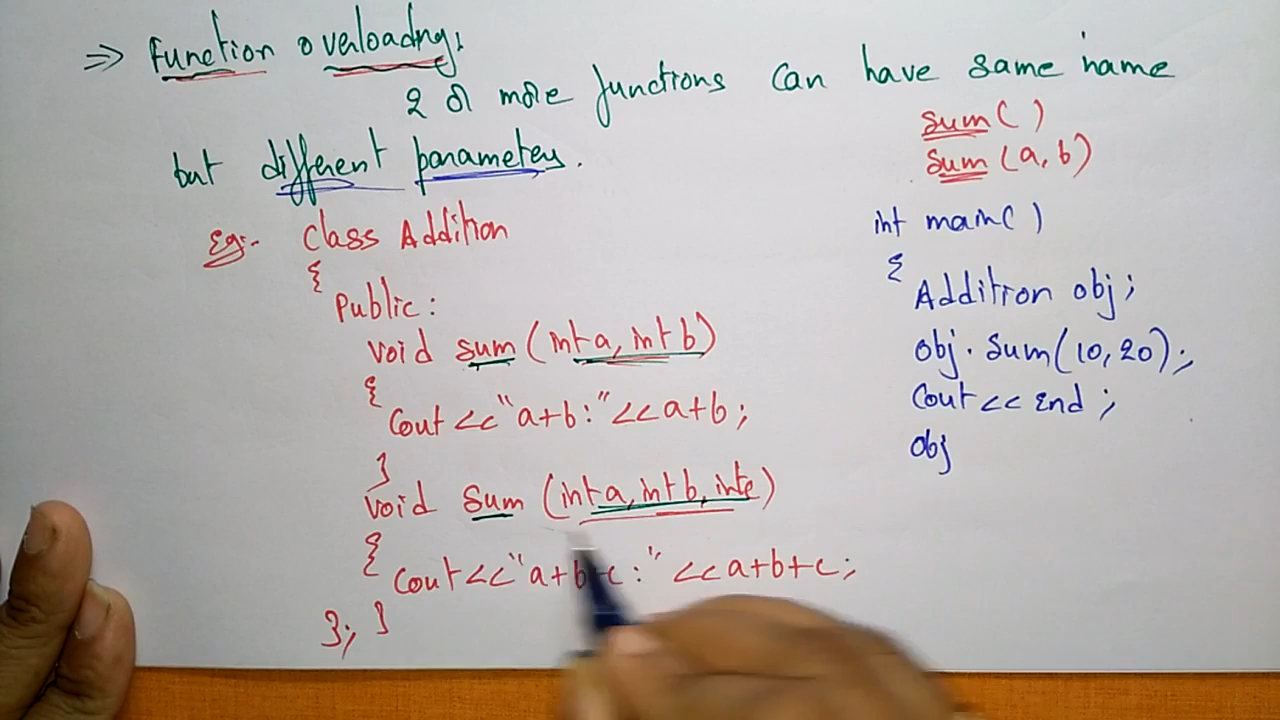 ⇒ Function overloading:
2 or more functions can have same name
but different parameters.
sum( )
sum (a, b)
Eg:- Class Addition
{
Public:
void sum (int a, int b)
{
Cout <<"a+b:"<<a+b;
}
void sum (int a, int b, int c)
{
Cout<<"a+b+c:" <<a+b+c;
}; }
int main( )
{
Addition obj;
obj. Sum(10,20);
Cout << End;
Obj